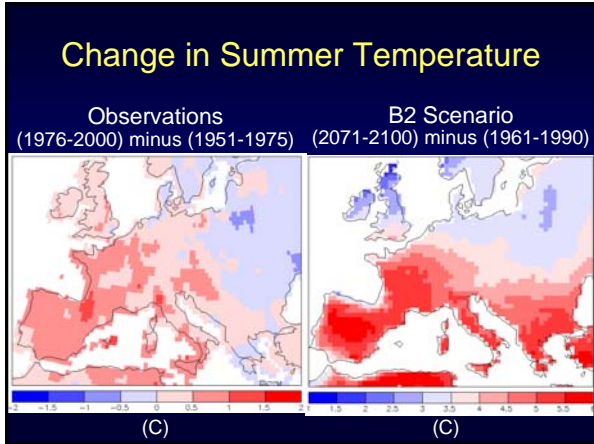 Change in Summer Temperature
Observations
(1976-2000) minus (1951-1975)
B2 Scenario
(2071-2100) minus (1961-1990)
-2 -1.5 -1 -0.5 0 0.5 1 1.5 2
1.5 2 2.5 3 3.5 4 4.5 5 5.5
(C)
(C)